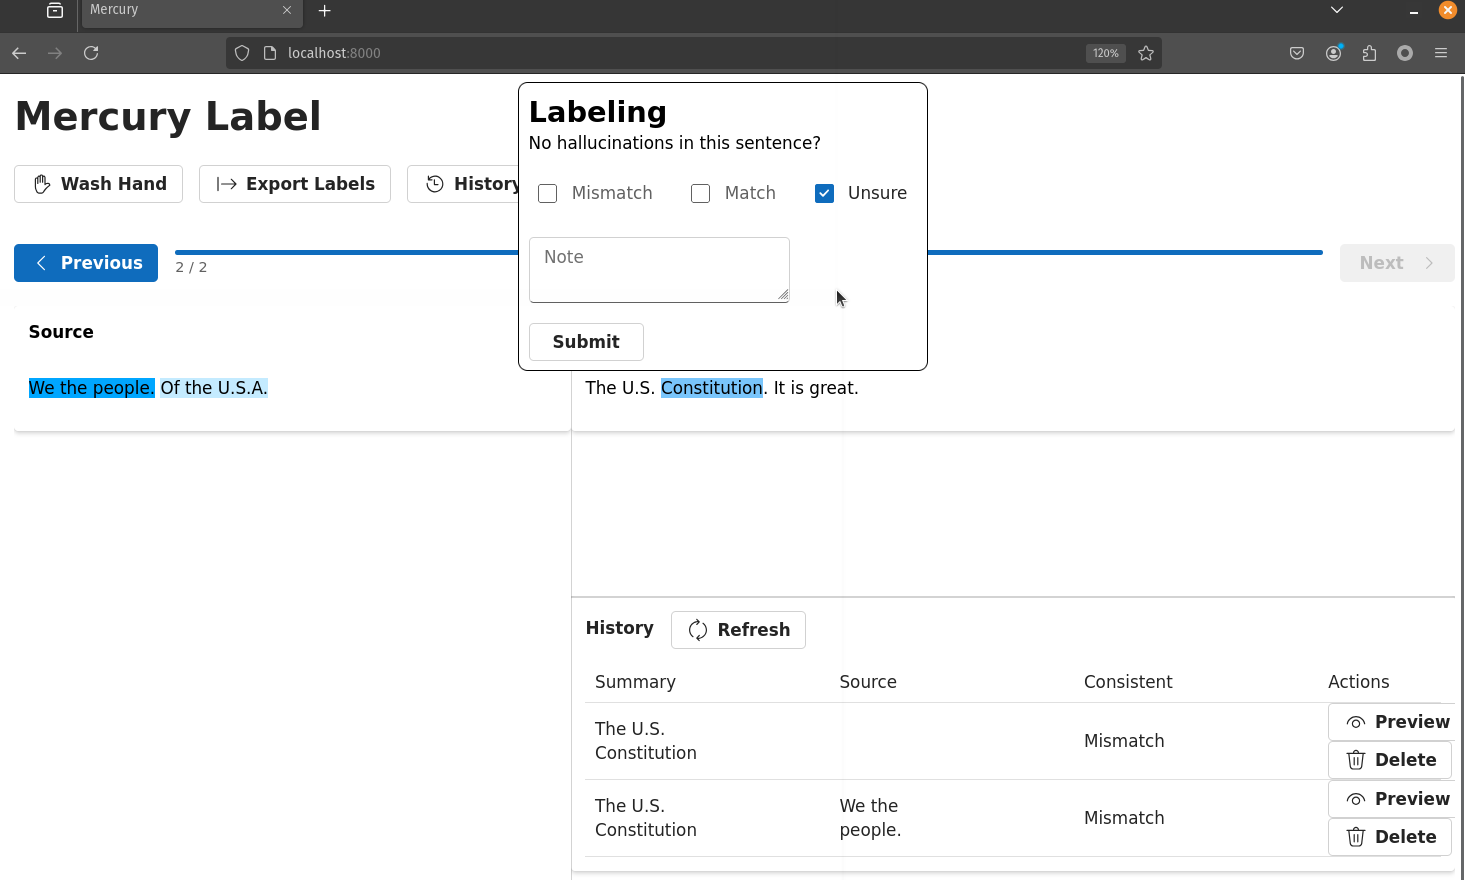 Mercury
localhost:8000
120%
Mercury Label
Wash Hand
Export Labels
History
Labeling
No hallucinations in this sentence?
Mismatch
Match
Unsure
Note
Submit
Previous
2 / 2
Next
Source
We the people. Of the U.S.A.
The U.S. Constitution. It is great.
History
Refresh
Summary Source Consistent Actions
The U.S.
Constitution
Mismatch
Preview
Delete
The U.S.
Constitution
We the
people.
Mismatch
Preview
Delete